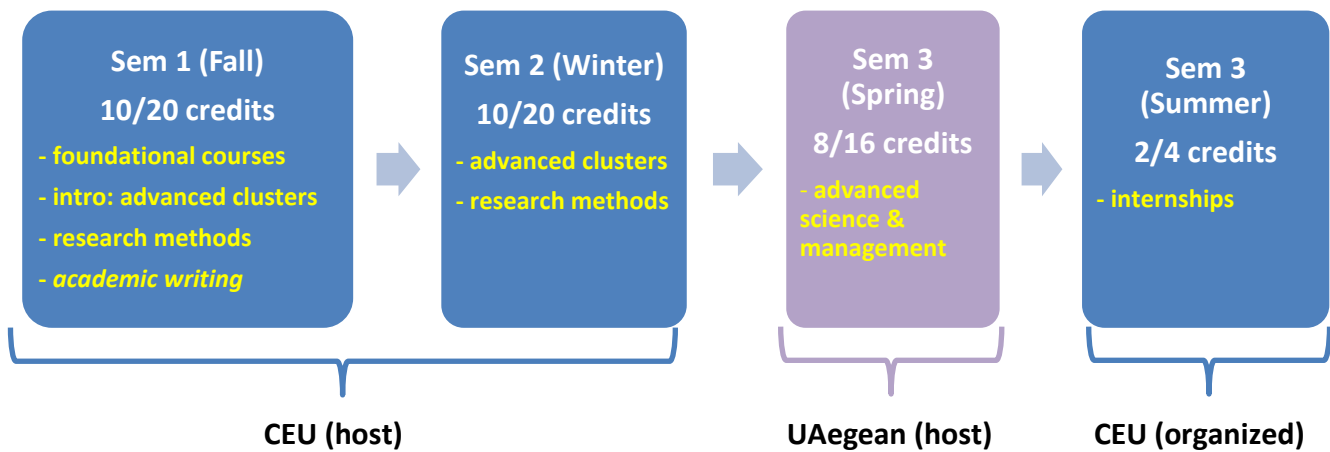 Sem 1 (Fall)
10/20 credits
- foundational courses
- intro: advanced clusters
- research methods
- academic writing
Sem 2 (Winter)
10/20 credits
- advanced clusters
- research methods
Sem 3
(Spring)
8/16 credits
- advanced
science &
management
Sem 3
(Summer)
2/4 credits
- internships
CEU (host)
UAegean (host)
CEU (organized)